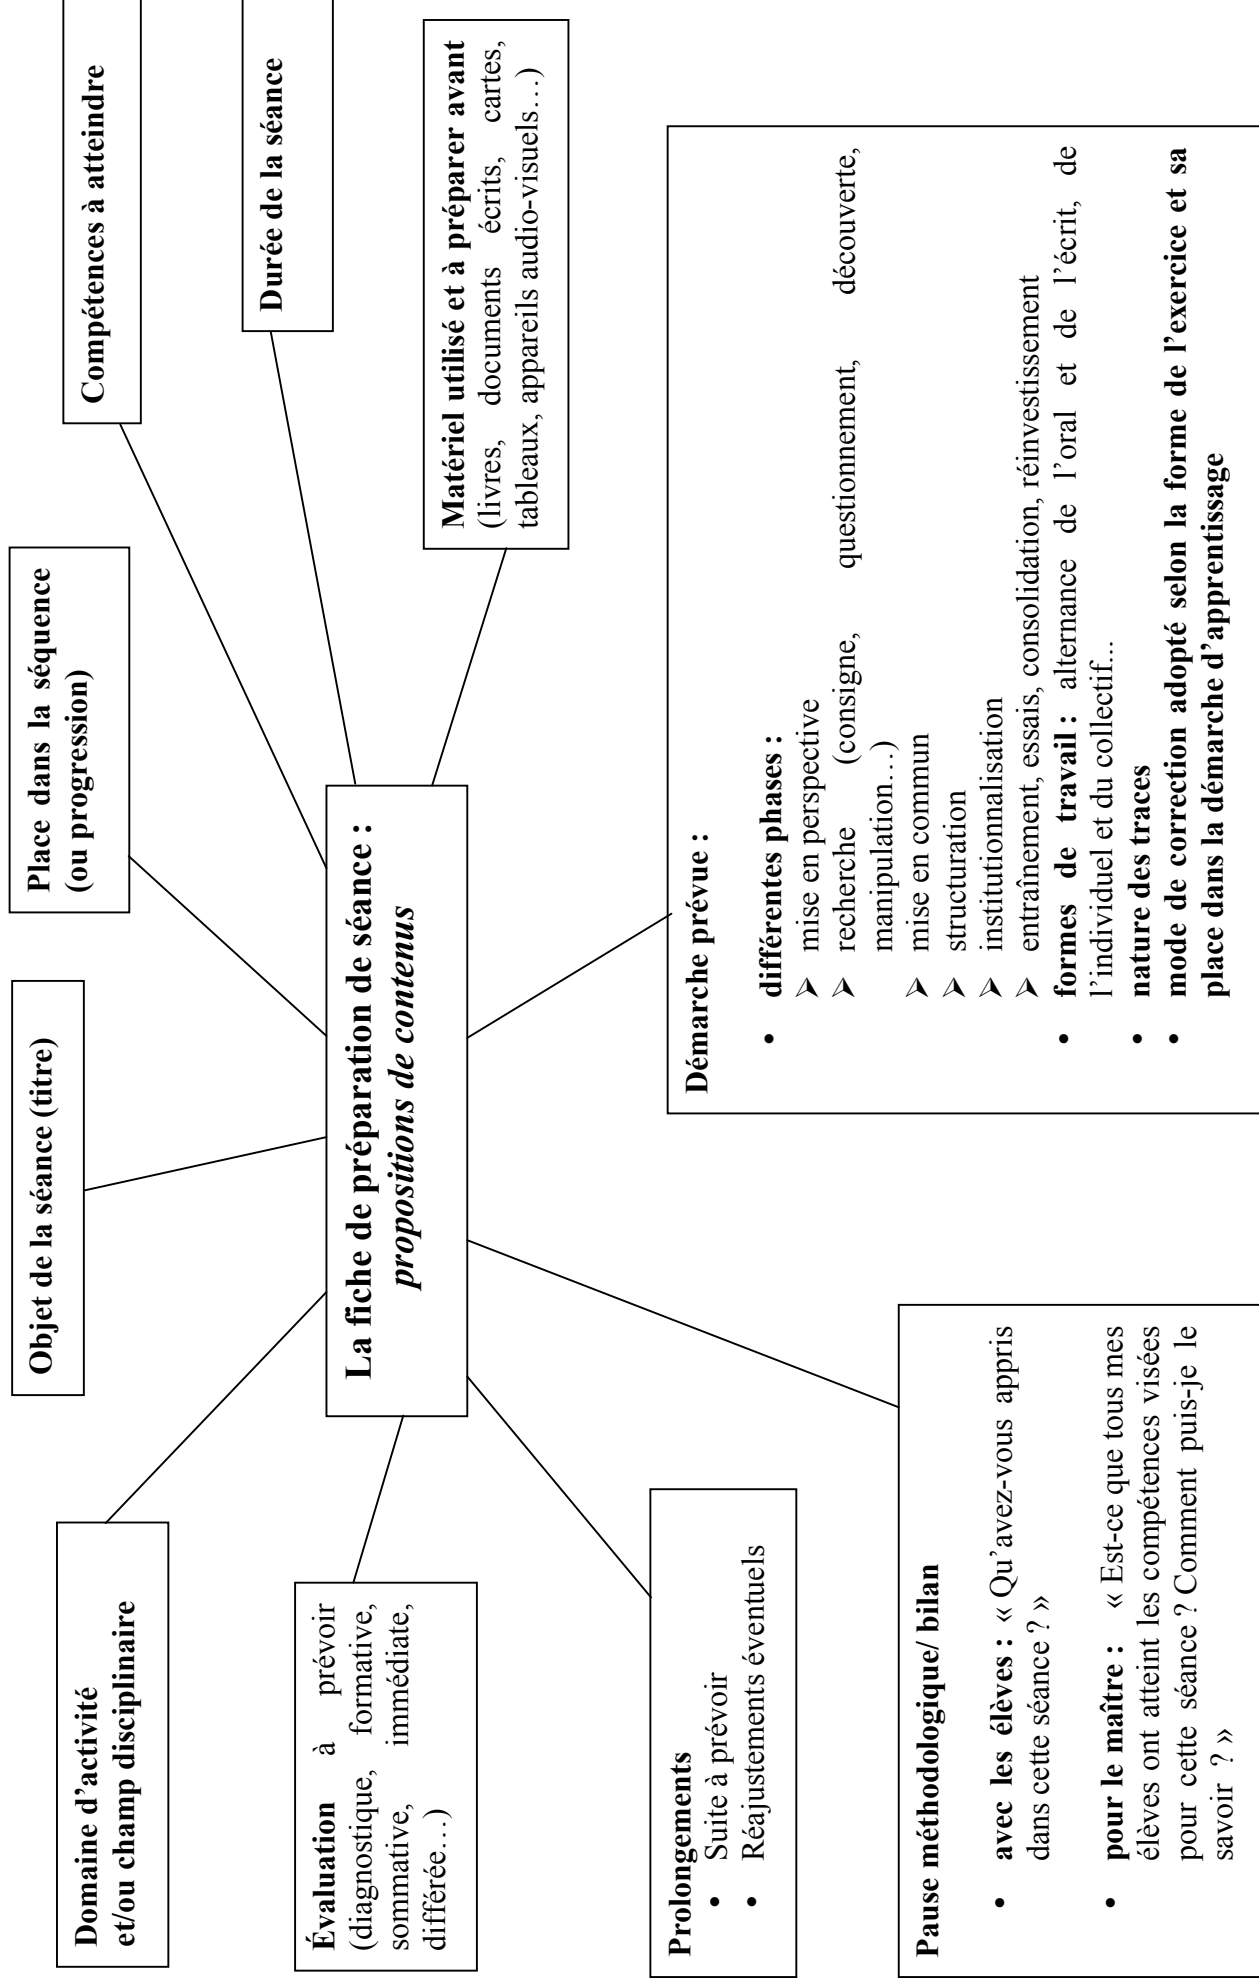 Domaine d'activité
et/ou champ disciplinaire
Objet de la séance (titre)
Place dans la séquence
(ou progression)
Compétences à atteindre
Durée de la séance
Matériel utilisé et à préparer avant
(livres, documents écrits, cartes,
tableaux, appareils audio-visuels…)
La fiche de préparation de séance :
propositions de contenus
Évaluation à prévoir
(diagnostique, formative,
sommative, immédiate,
différée…)
Prolongements
• Suite à prévoir
• Réajustements éventuels
Pause méthodologique/ bilan
• avec les élèves : « Qu'avez-vous appris
dans cette séance ? »
• pour le maître : « Est-ce que tous mes
élèves ont atteint les compétences visées
pour cette séance ? Comment puis-je le
savoir ? »
Démarche prévue :
• différentes phases :
➢ mise en perspective
➢ recherche (consigne, questionnement, découverte,
manipulation…)
➢ mise en commun
➢ structuration
➢ institutionnalisation
➢ entraînement, essais, consolidation, réinvestissement
• formes de travail : alternance de l'oral et de l'écrit, de
l'individuel et du collectif...
• nature des traces
• mode de correction adopté selon la forme de l'exercice et sa
place dans la démarche d'apprentissage